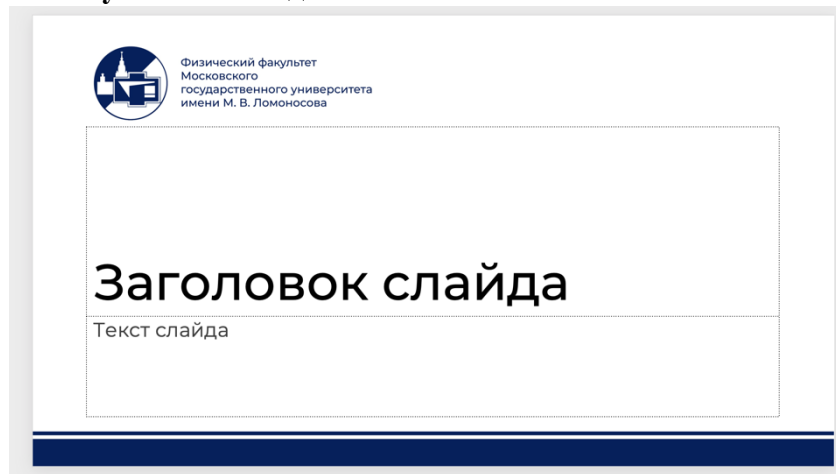 Физический факультет
Московского
государственного университета
имени М. В. Ломоносова
Заголовок слайда
Текст слайда